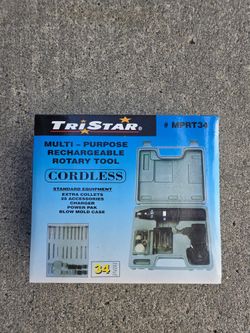 TRISTAR
# MPRT34
MULTI - PURPOSE
RECHARGEABLE
ROTARY TOOL
CORDLESS
STANDARD EQUIPMENT
EXTRA COLLETS
28 ACCESSORIES
CHARGER
POWER PAK
BLOW MOLD CASE
34